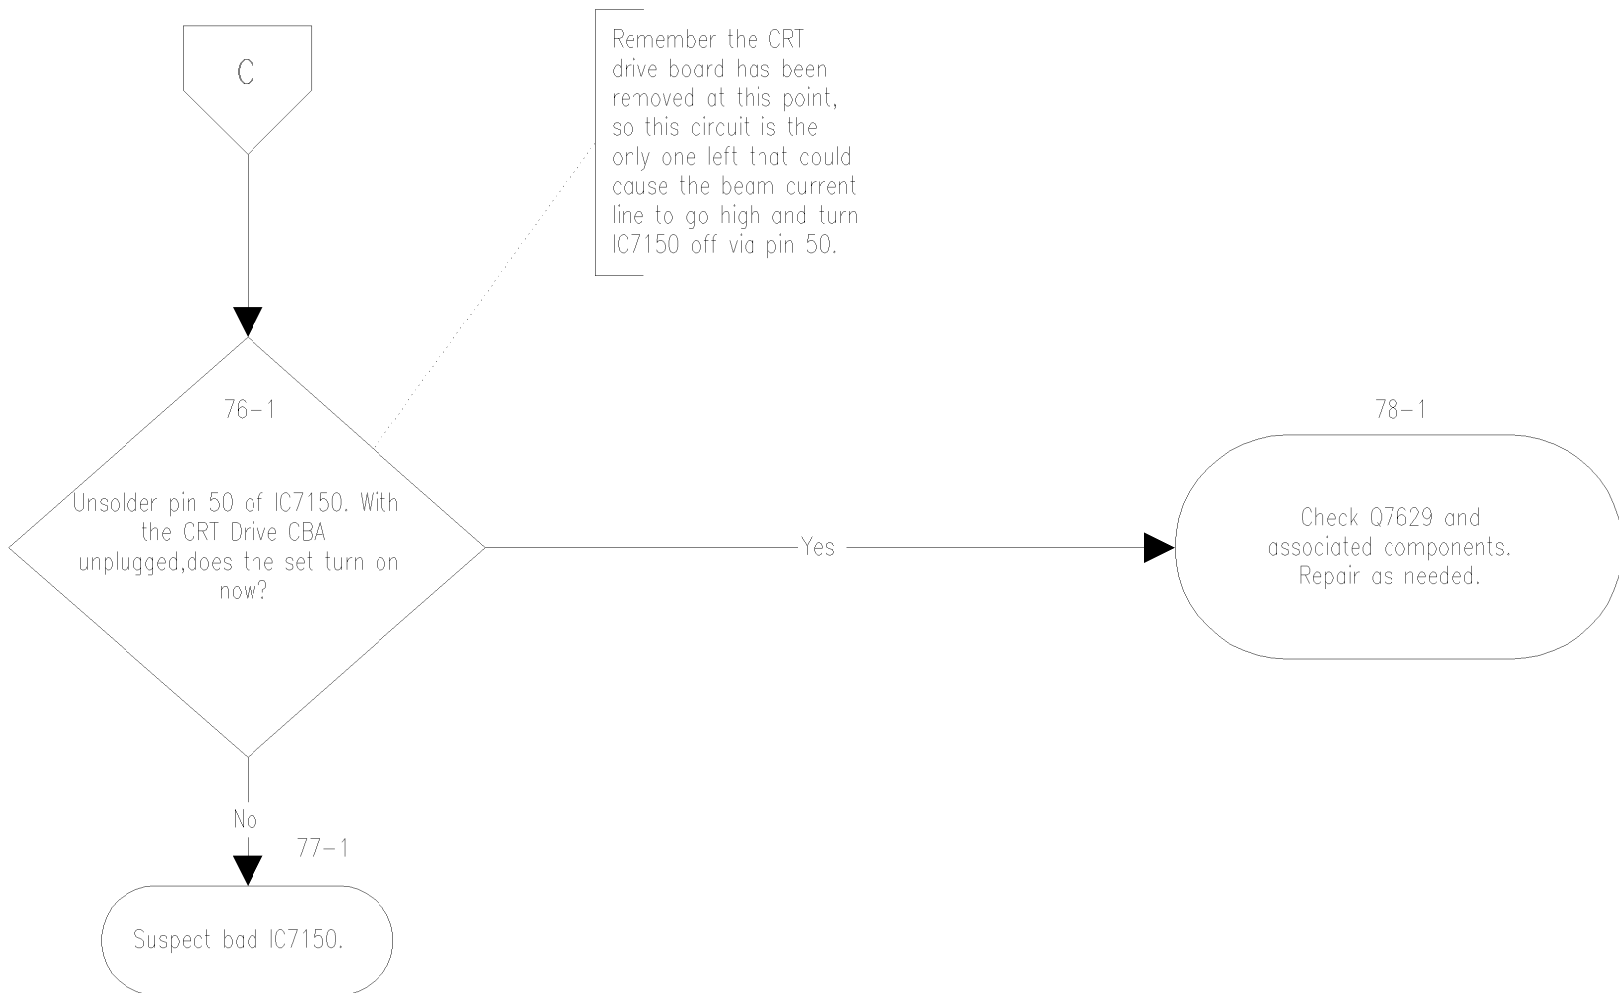 C
Remember the CRT
drive board has been
removed at this point,
so this circuit is the
only one left that could
cause the beam current
line to go high and turn
IC7150 off via pin 50.
76-1
Unsolder pin 50 of IC7150. With
the CRT Drive CBA
unplugged,does the set turn on
now?
Yes
78-1
Check Q7629 and
associated components.
Repair as needed.
No
77-1
Suspect bad IC7150.